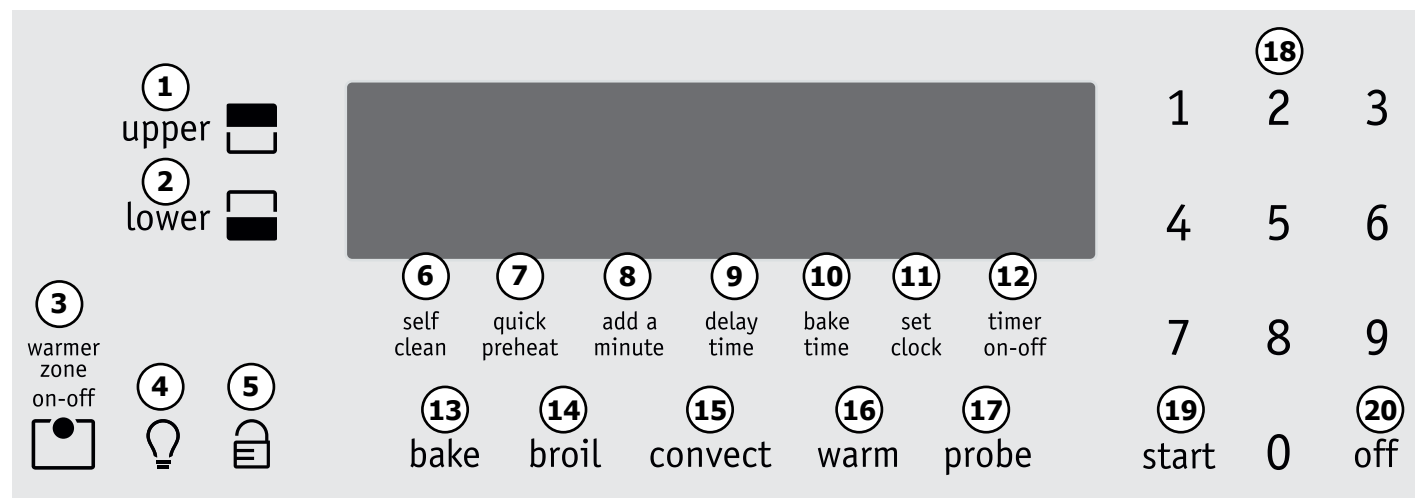 18
1 2 3
1
upper
2
lower
4 5 6
6 7 8 9 10 11 12
self clean
quick preheat
add a minute
delay time
bake time
set clock
timer on-off
3
warmer
zone
on-off
7 8 9
4 5
13 14 15 16 17 19 20
bake broil convect warm probe start 0 off